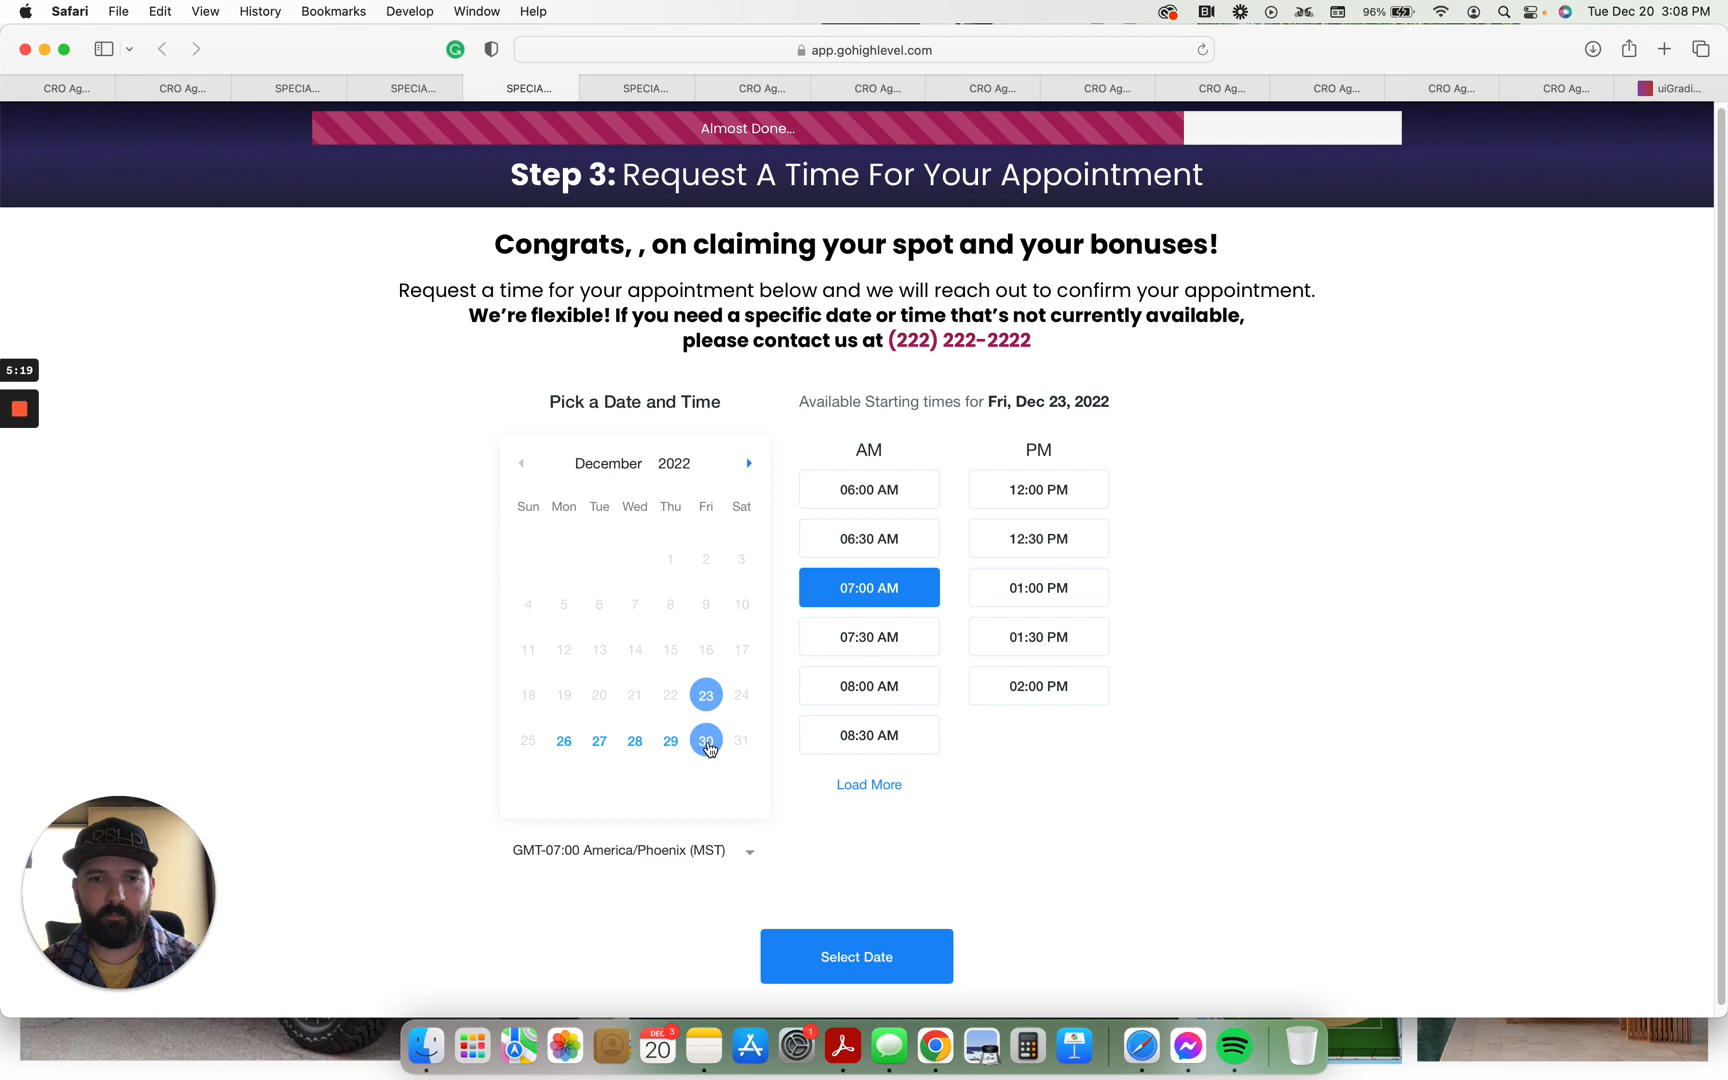 Safari File Edit View History Bookmarks Develop Window Help
96% Tue Dec 20 3:08 PM
app.gohighlevel.com
CRO Ag... CRO Ag... SPECIA... SPECIA... SPECIA... SPECIA... CRO Ag... CRO Ag... CRO Ag... CRO Ag... CRO Ag... CRO Ag... CRO Ag... CRO Ag... uiGradi...
Almost Done...
Step 3: Request A Time For Your Appointment
Congrats, , on claiming your spot and your bonuses!
Request a time for your appointment below and we will reach out to confirm your appointment.
We're flexible! If you need a specific date or time that's not currently available,
please contact us at (222) 222-2222
5:19
Pick a Date and Time
December 2022
Sun Mon Tue Wed Thu Fri Sat
1 2 3
4 5 6 7 8 9 10
11 12 13 14 15 16 17
18 19 20 21 22 23 24
25 26 27 28 29 30 31
GMT-07:00 America/Phoenix (MST)
Available Starting times for Fri, Dec 23, 2022
AM PM
06:00 AM 12:00 PM
06:30 AM 12:30 PM
07:00 AM 01:00 PM
07:30 AM 01:30 PM
08:00 AM 02:00 PM
08:30 AM
Load More
Select Date
DEC 3
20
1